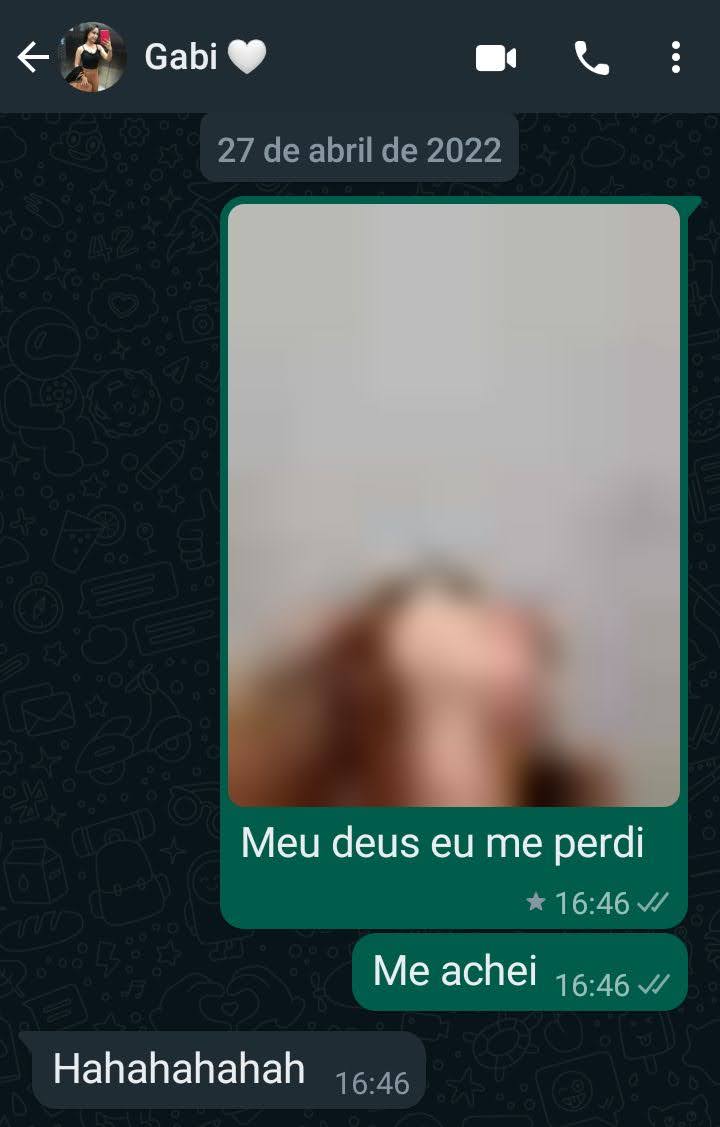 Gabi 🤍
27 de abril de 2022
Meu deus eu me perdi
16:46
Me achei 16:46
Hahahahahah 16:46